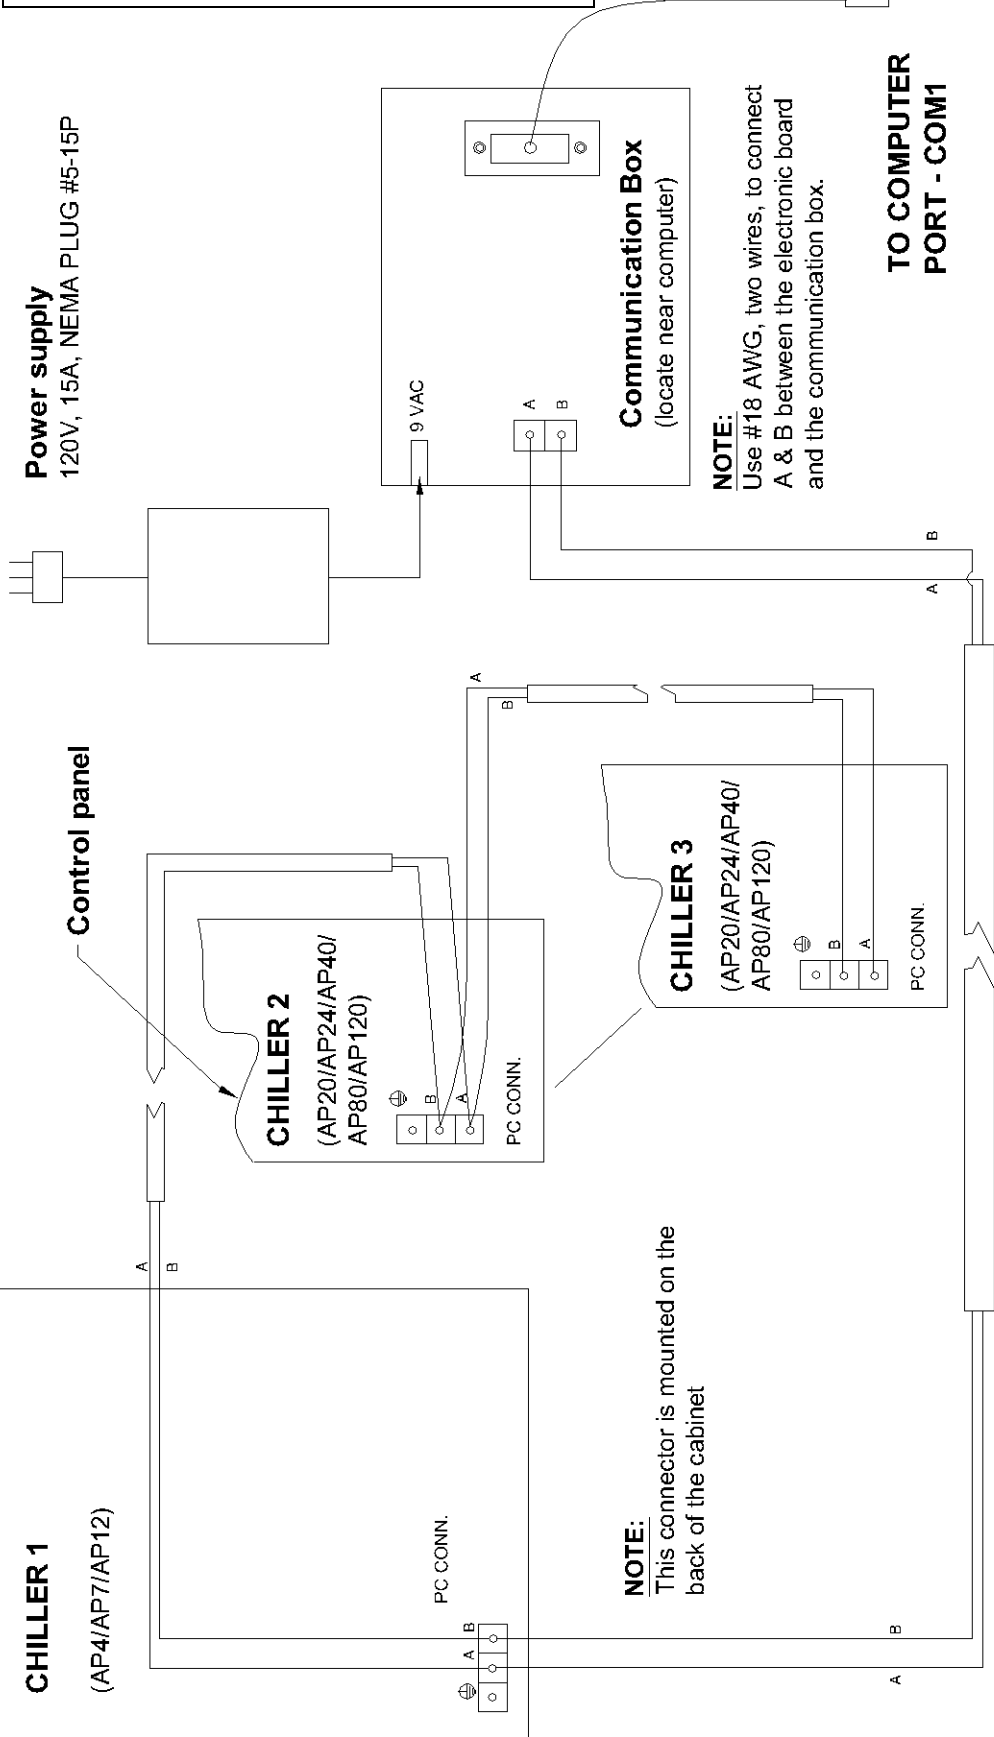 CHILLER 1
(AP4/AP7/AP12)
PC CONN.
A
B
A
B
A
B
NOTE:
This connector is mounted on the
back of the cabinet
Control panel
CHILLER 2
(AP20/AP24/AP40/
AP80/AP120)
B
A
PC CONN.
A
B
CHILLER 3
(AP20/AP24/AP40/
AP80/AP120)
B
A
PC CONN.
Power supply
120V, 15A, NEMA PLUG #5-15P
9 VAC
A
B
Communication Box
(locate near computer)
NOTE:
Use #18 AWG, two wires, to connect
A & B between the electronic board
and the communication box.
A
B
TO COMPUTER
PORT - COM1